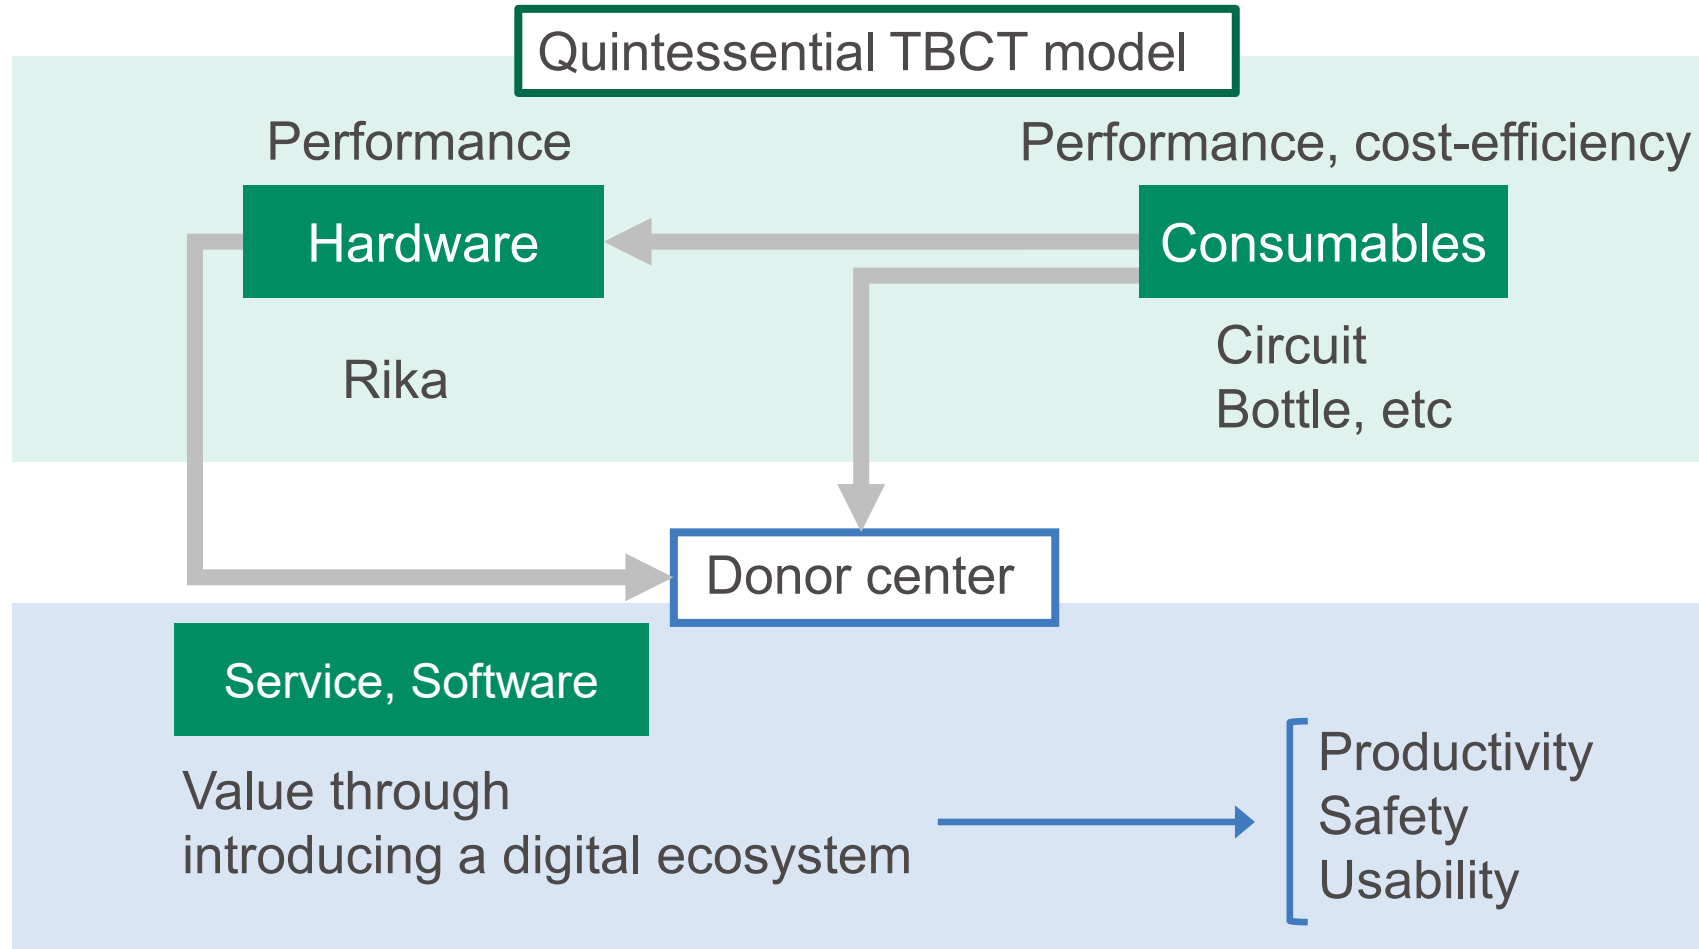 Quintessential TBCT model
Performance
Performance, cost-efficiency
Hardware
Consumables
Rika
Circuit
Bottle, etc
Donor center
Service, Software
Value through
introducing a digital ecosystem
Productivity
Safety
Usability